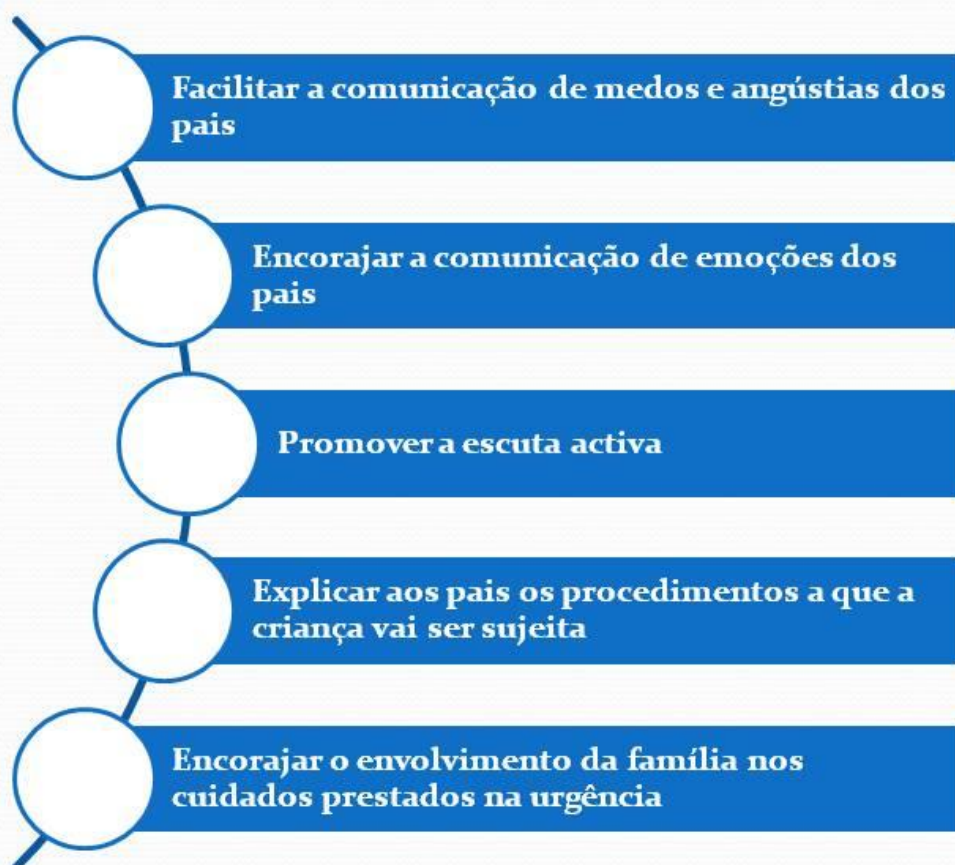 Facilitar a comunicação de medos e angústias dos
pais
Encorajar a comunicação de emoções dos
pais
Promover a escuta activa
Explicar aos pais os procedimentos a que a
criança vai ser sujeita
Encorajar o envolvimento da família nos
cuidados prestados na urgência